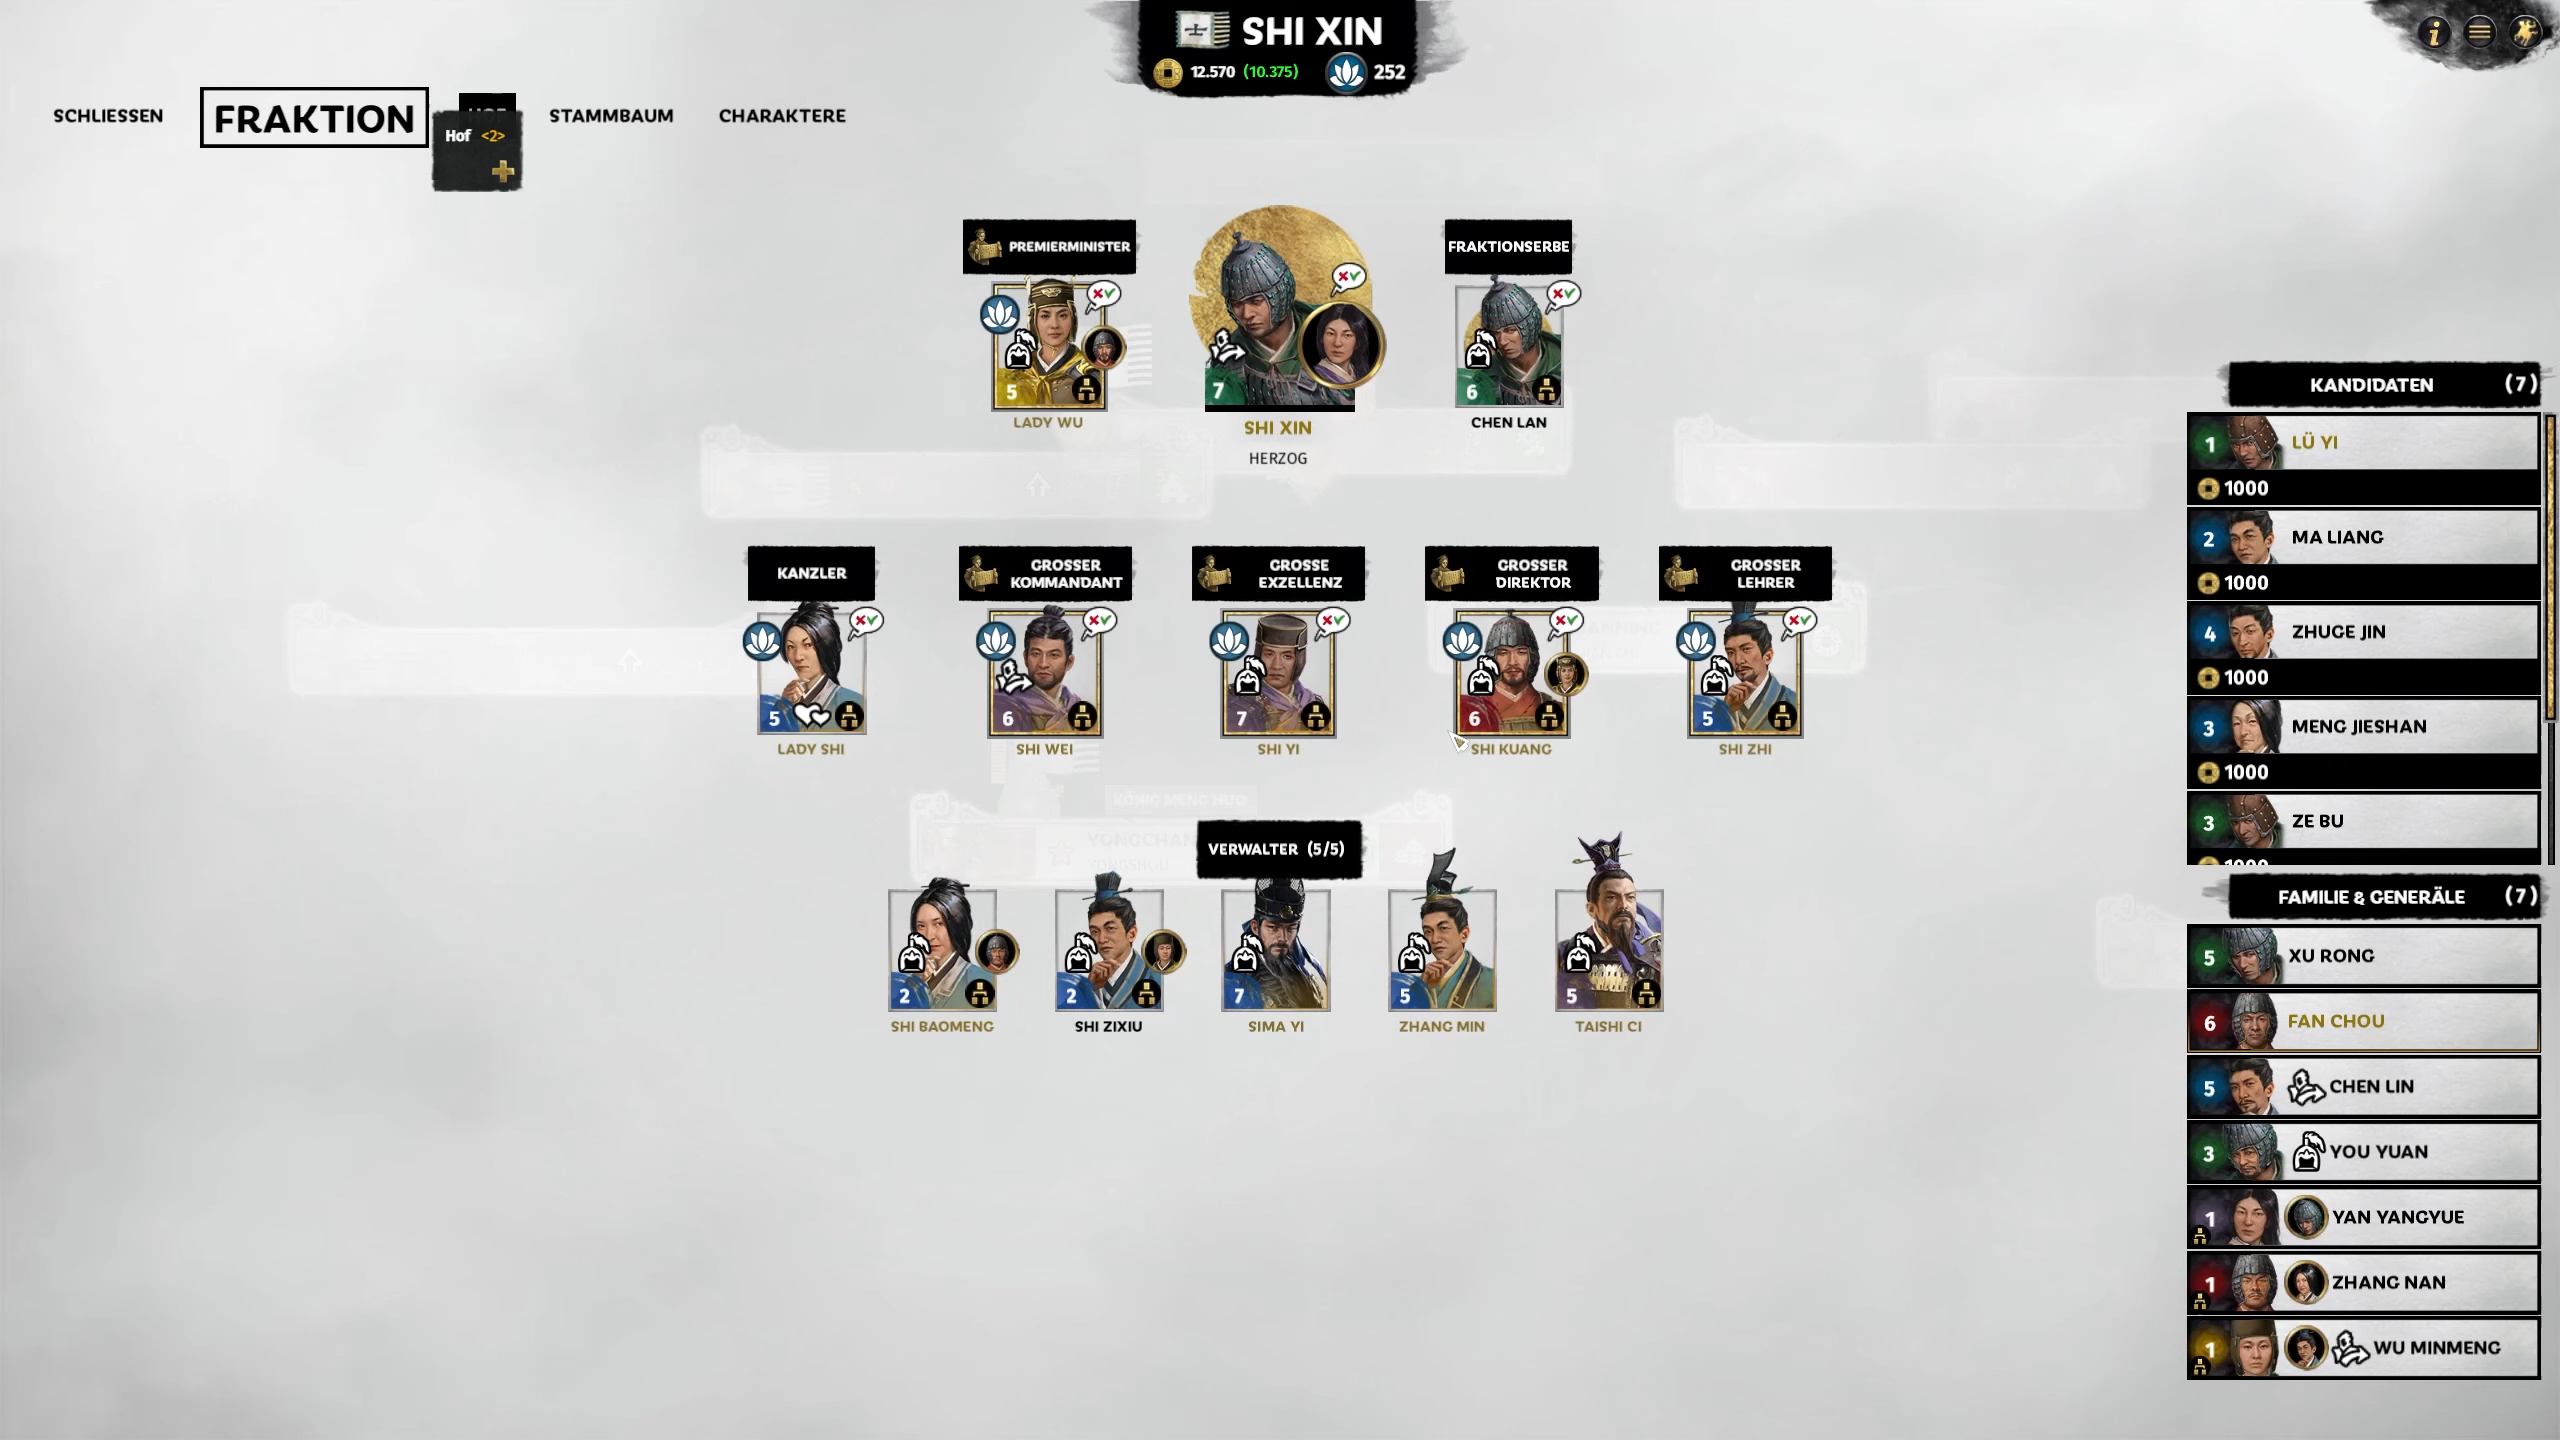 SHI XIN
12.570 (10.375) 252
SCHLIESSEN
FRAKTION
HOF
STAMMBAUM
CHARAKTERE
Hof <2>
PREMIERMINISTER
FRAKTIONSERBE
5
7
6
LADY WU
SHI XIN
CHEN LAN
HERZOG
KANZLER
GROSSER
KOMMANDANT
GROSSE
EXZELLENZ
GROSSER
DIREKTOR
GROSSER
LEHRER
5
6
7
6
5
LADY SHI
SHI WEI
SHI YI
SHI KUANG
SHI ZHI
KÖNIG MENG HUO
VERWALTER (5/5)
2
2
7
5
5
SHI BAOMENG
SHI ZIXIU
SIMA YI
ZHANG MIN
TAISHI CI
KANDIDATEN (7)
1 LÜ YI
1000
2 MA LIANG
1000
4 ZHUGE JIN
1000
3 MENG JIESHAN
1000
3 ZE BU
1000
FAMILIE & GENERÄLE (7)
5 XU RONG
6 FAN CHOU
5 CHEN LIN
3 YOU YUAN
1 YAN YANGYUE
1 ZHANG NAN
1 WU MINMENG